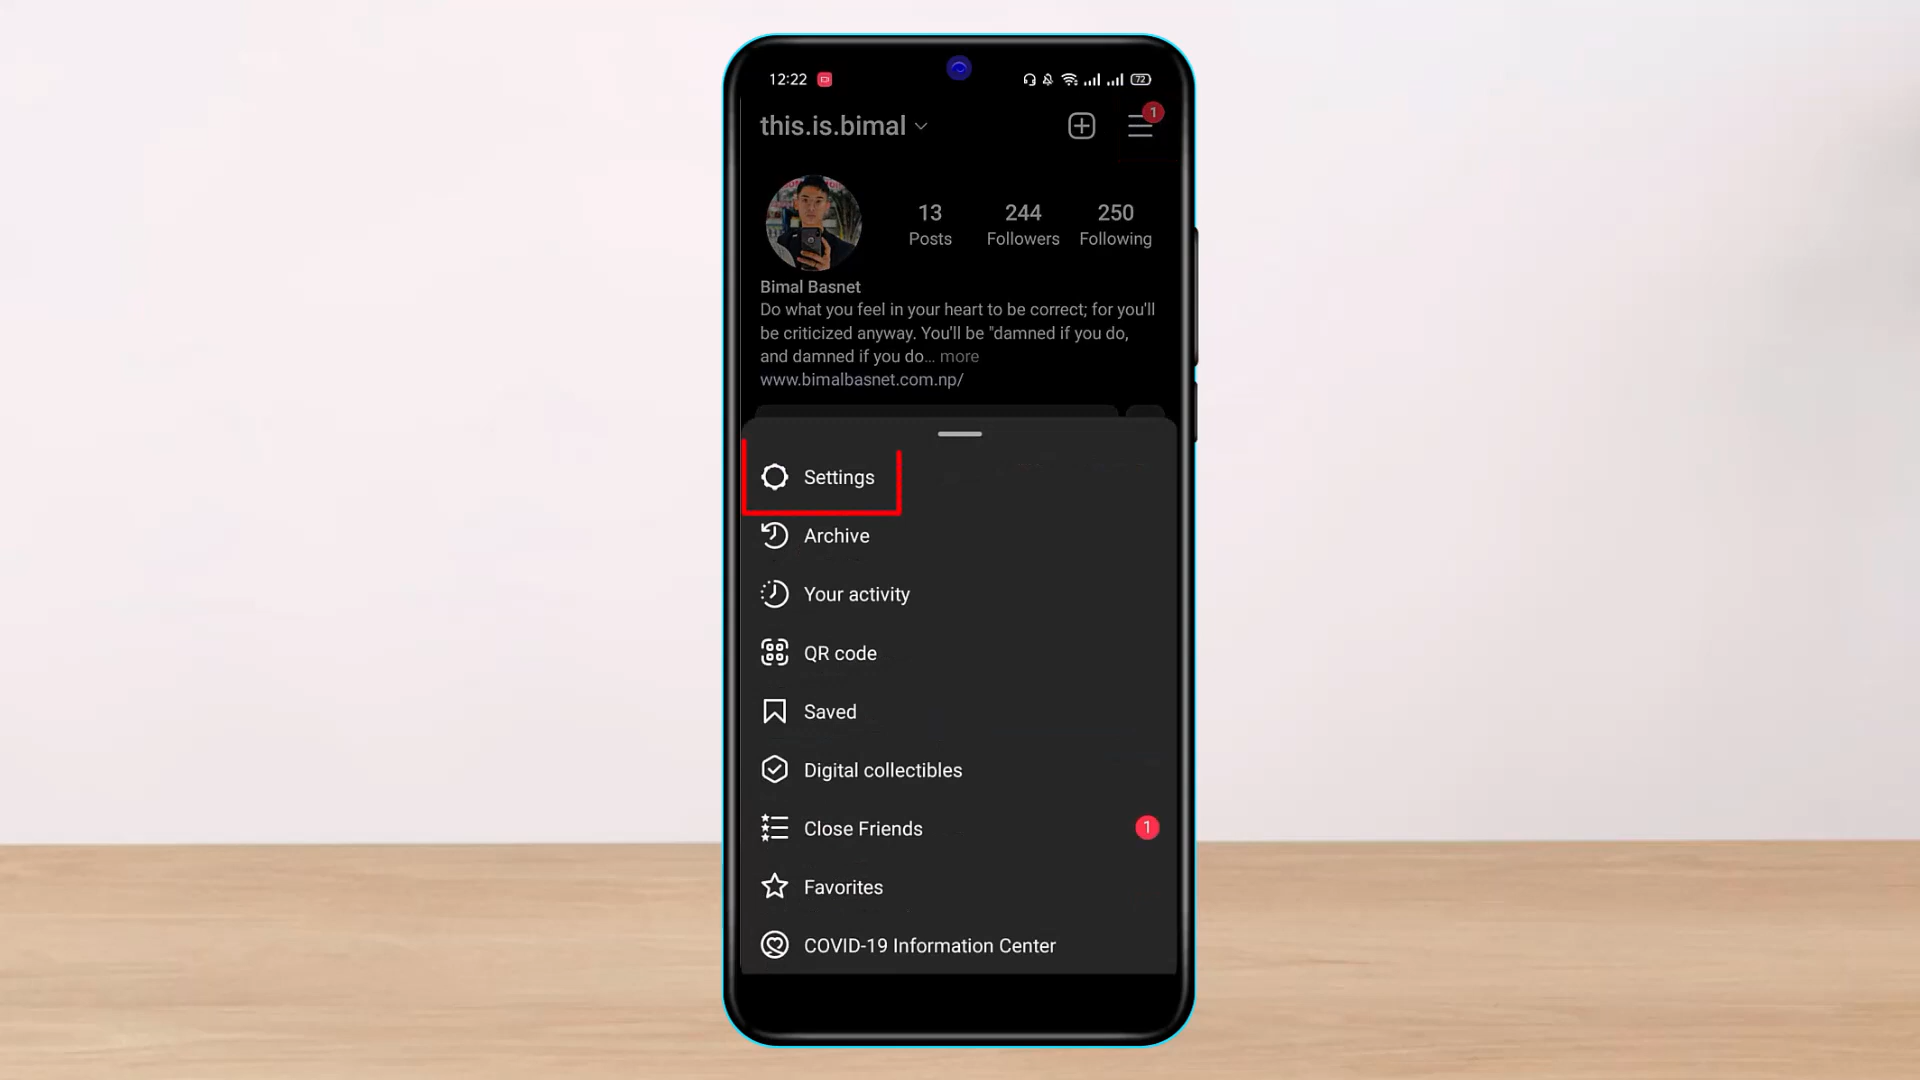 12:22
72
this.is.bimal
1
13
244
250
Posts
Followers
Following
Bimal Basnet
Do what you feel in your heart to be correct; for you'll
be criticized anyway. You'll be "damned if you do,
and damned if you do… more
www.bimalbasnet.com.np/
Settings
Archive
Your activity
QR code
Saved
Digital collectibles
Close Friends
1
Favorites
COVID-19 Information Center